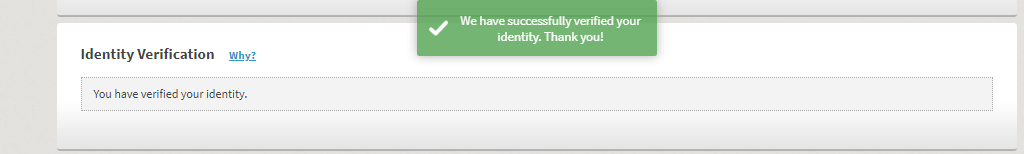 We have successfully verified your
identity. Thank you!
Identity Verification Why?
You have verified your identity.